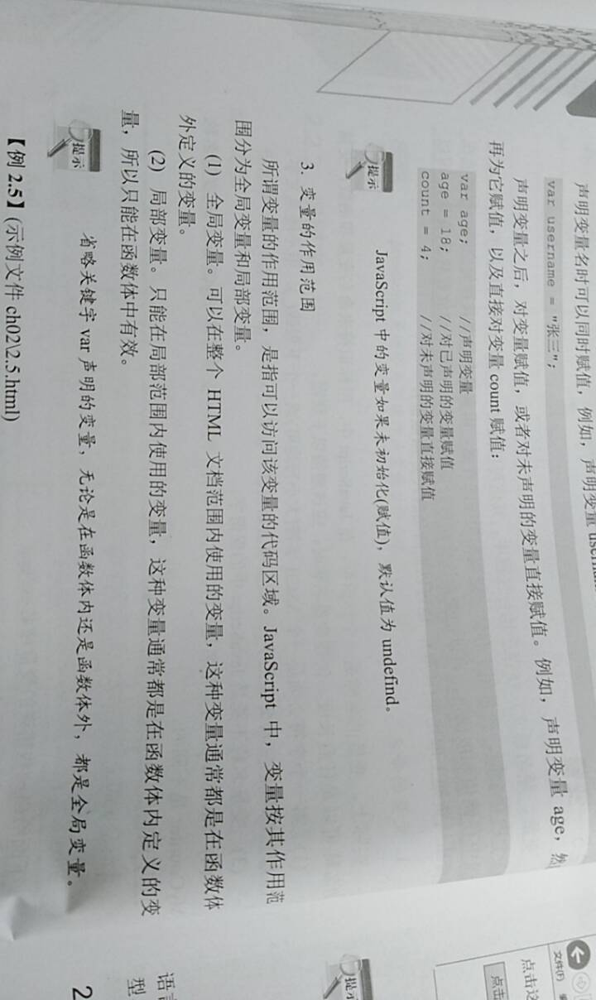 声明变量名时可以同时赋值，例如，声明变量
var username = "张三";
声明变量之后，对变量赋值，或者对未声明的变量直接赋值。例如，声明变量 age，然
再为它赋值，以及直接对变量 count 赋值：
var age; //声明变量
age = 18; //对已声明的变量赋值
count = 4; //对未声明的变量直接赋值
提示
JavaScript 中的变量如果未初始化(赋值)，默认值为 undefind。
3. 变量的作用范围
所谓变量的作用范围，是指可以访问该变量的代码区域。JavaScript 中，变量按其作用范
围分为全局变量和局部变量。
(1) 全局变量。可以在整个 HTML 文档范围内使用的变量，这种变量通常都是在函数体
外定义的变量。
(2) 局部变量。只能在局部范围内使用的变量，这种变量通常都是在函数体内定义的变
量，所以只能在函数体中有效。
提示
省略关键字 var 声明的变量，无论是在函数体内还是函数体外，都是全局变量。
【例 2.5】(示例文件 ch02\2.5.html)
文件(F)
点击这
点击
提示
语言
型
2